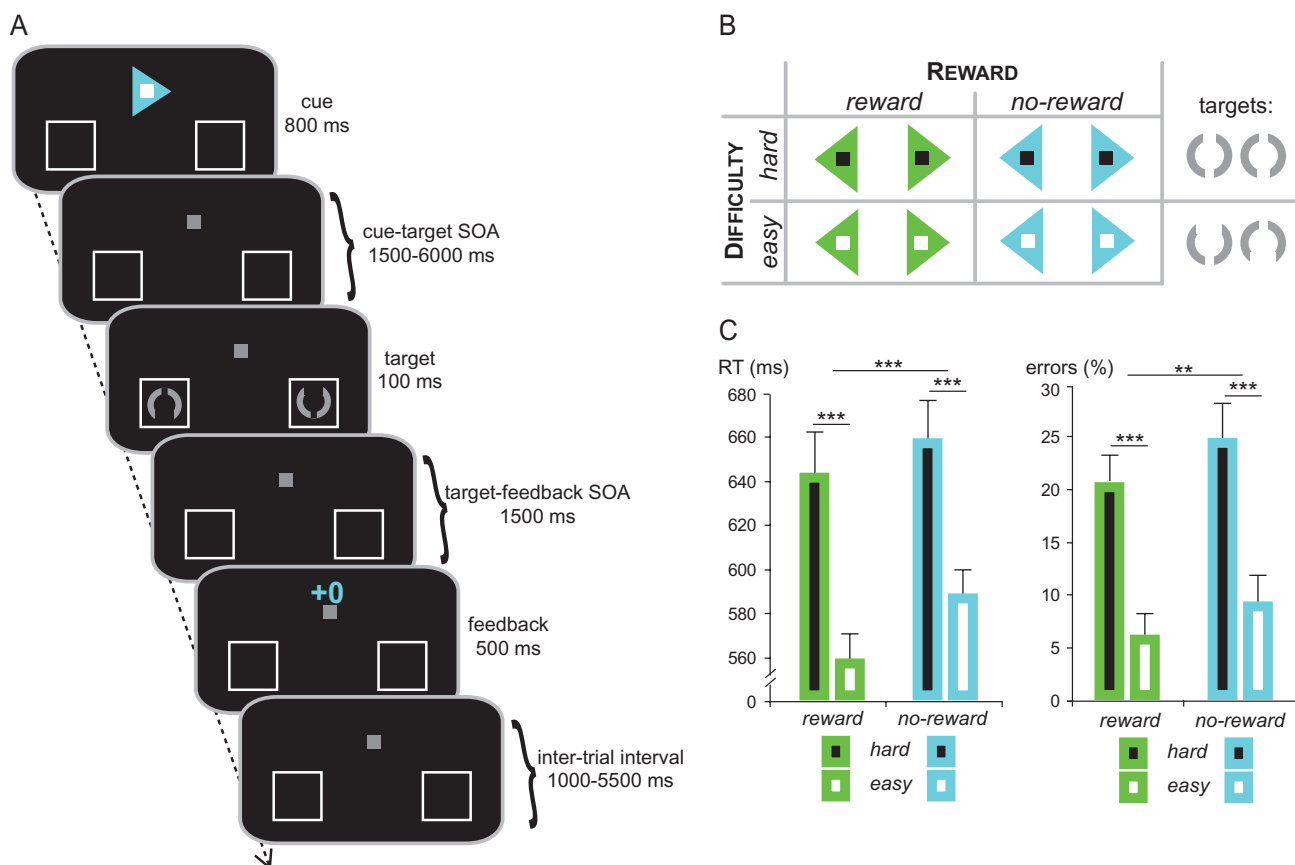 A
cue
800 ms
cue-target SOA
1500-6000 ms
target
100 ms
target-feedback SOA
1500 ms
+0
feedback
500 ms
inter-trial interval
1000-5500 ms
B
REWARD
reward no-reward targets:
DIFFICULTY
hard
easy
C
RT (ms)
***
***
***
680
660
640
620
600
580
560
0
reward no-reward
hard
easy
errors (%)
**
***
***
30
25
20
15
10
5
0
reward no-reward
hard
easy